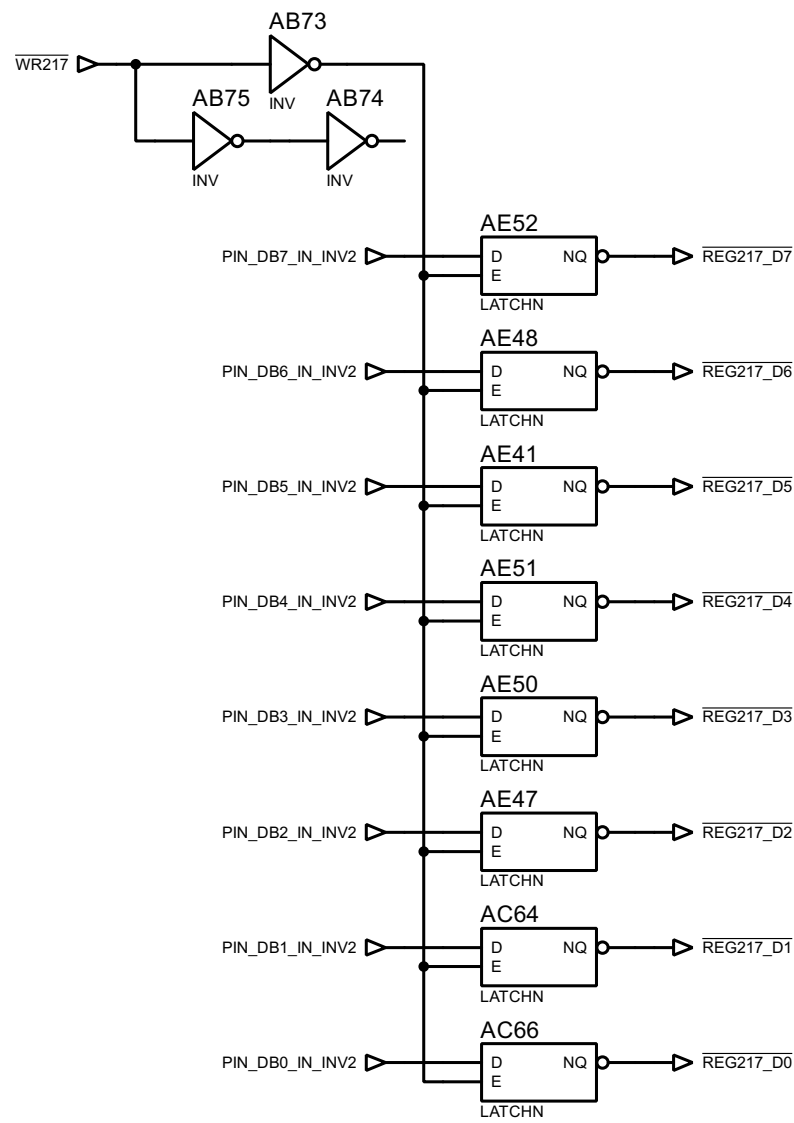 AB73
WR217
INV
AB75
AB74
INV
INV
AE52
PIN_DB7_IN_INV2
D
NQ
REG217_D7
E
LATCHN
AE48
PIN_DB6_IN_INV2
D
NQ
REG217_D6
E
LATCHN
AE41
PIN_DB5_IN_INV2
D
NQ
REG217_D5
E
LATCHN
AE51
PIN_DB4_IN_INV2
D
NQ
REG217_D4
E
LATCHN
AE50
PIN_DB3_IN_INV2
D
NQ
REG217_D3
E
LATCHN
AE47
PIN_DB2_IN_INV2
D
NQ
REG217_D2
E
LATCHN
AC64
PIN_DB1_IN_INV2
D
NQ
REG217_D1
E
LATCHN
AC66
PIN_DB0_IN_INV2
D
NQ
REG217_D0
E
LATCHN